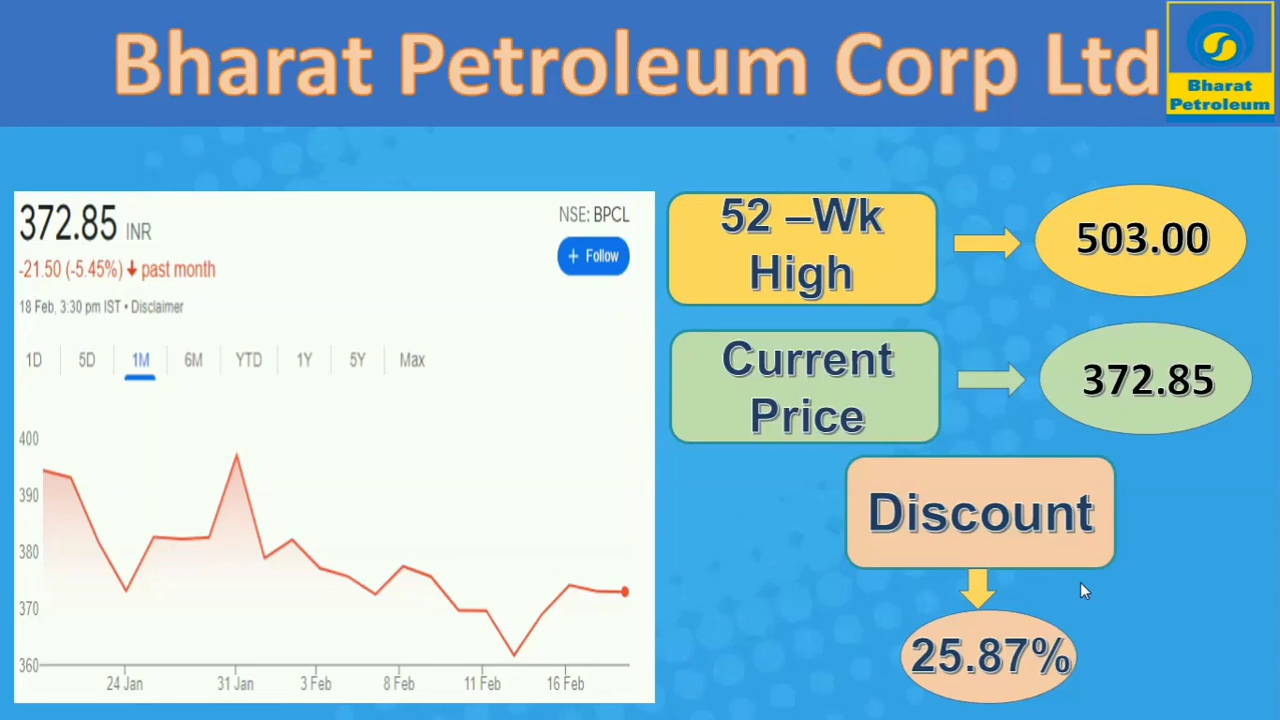 Bharat Petroleum Corp Ltd
Bharat
Petroleum
372.85 INR
NSE: BPCL
-21.50 (-5.45%) past month
+ Follow
18 Feb, 3:30 pm IST • Disclaimer
1D 5D 1M 6M YTD 1Y 5Y Max
400
390
380
370
360
24 Jan 31 Jan 3 Feb 8 Feb 11 Feb 16 Feb
52 –Wk
High
503.00
Current
Price
372.85
Discount
25.87%